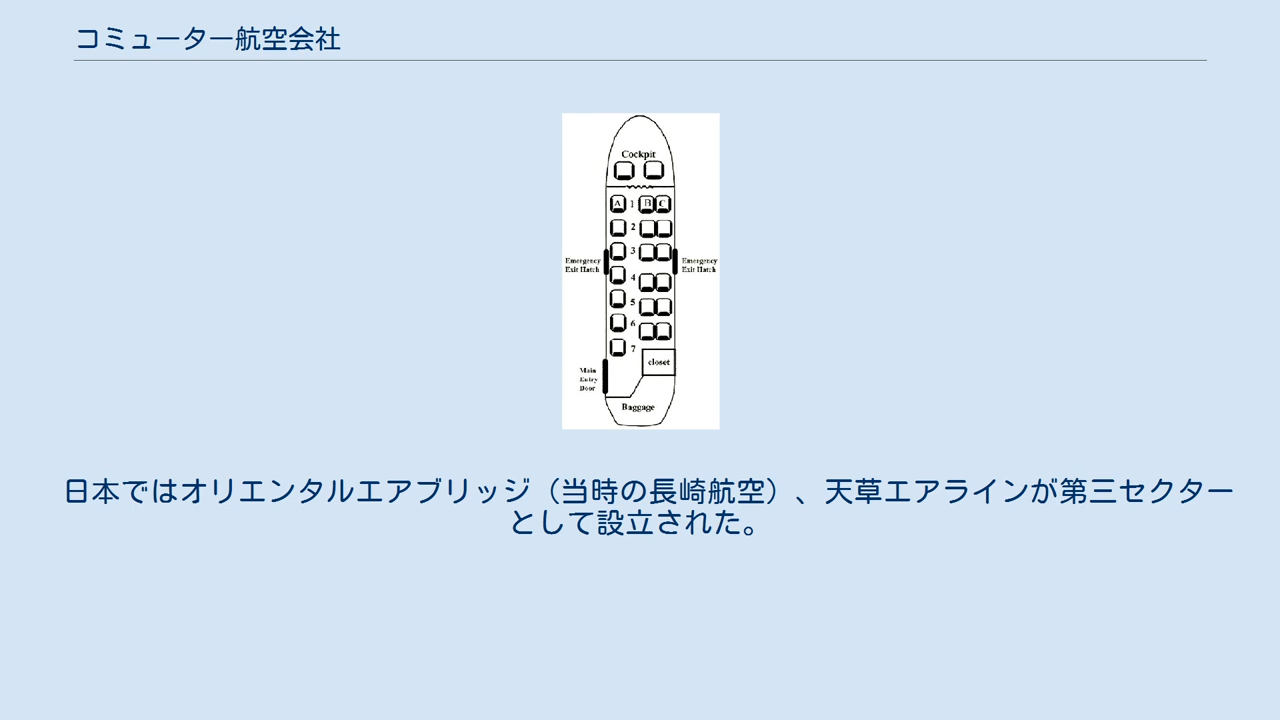 コミューター航空会社
Cockpit
A 1 B C
2
3
Emergency
Exit Hatch
Emergency
Exit Hatch
4
5
6
7
closet
Main
Entry
Door
Baggage
日本ではオリエンタルエアブリッジ（当時の長崎航空）、天草エアラインが第三セクター
として設立された。